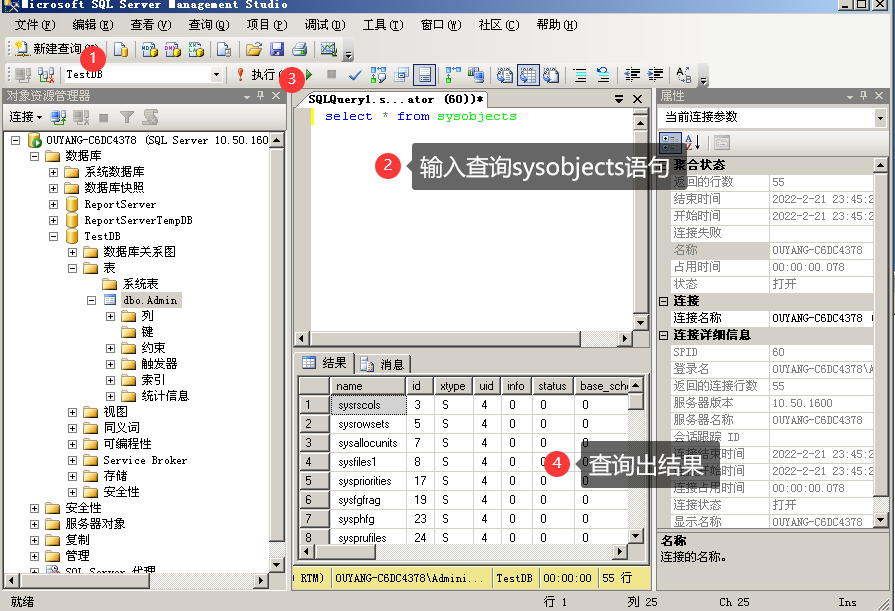 Microsoft SQL Server Management Studio
文件(F) 编辑(E) 查看(V) 查询(Q) 项目(P) 调试(D) 工具(T) 窗口(W) 社区(C) 帮助(H)
新建查询(N)
1
TestDB
执行
3
对象资源管理器
连接
OUYANG-C6DC4378 (SQL Server 10.50.160
数据库
系统数据库
数据库快照
ReportServer
ReportServerTempDB
TestDB
数据库关系图
表
系统表
dbo.Admin
列
键
约束
触发器
索引
统计信息
视图
同义词
可编程性
Service Broker
存储
安全性
安全性
服务器对象
复制
管理
SQL Server 代理
SQLQuery1.s...ator (60))*
select * from sysobjects
2 输入查询sysobjects语句
结果 消息
name id xtype uid info status base_sche
1 sysrscols 3 S 4 0 0 0
2 sysrowsets 5 S 4 0 0 0
3 sysallocunits 7 S 4 0 0 0
4 sysfiles1 8 S 4 0 0 0
5 syspriorities 17 S 4 0 0 0
6 sysfgfrag 19 S 4 0 0 0
7 sysphfg 23 S 4 0 0 0
8 sysprufiles 24 S 4 0 0 0
4 查询出结果
RTM) OUYANG-C6DC4378\Admini... TestDB 00:00:00 55 行
属性
当前连接参数
聚合状态
返回的行数 55
结束时间 2022-2-21 23:45:2
开始时间 2022-2-21 23:45:2
连接失败
名称 OUYANG-C6DC4378
占用时间 00:00:00.078
状态 打开
连接
连接名称 OUYANG-C6DC4378 (
连接详细信息
SPID 60
登录名 OUYANG-C6DC4378\A
返回的连接行数 55
服务器版本 10.50.1600
服务器名称 OUYANG-C6DC4378
会话跟踪 ID
连接结束时间 2022-2-21 23:45:2
连接开始时间 2022-2-21 23:45:2
连接占用时间 00:00:00.078
连接状态 打开
显示名称 OUYANG-C6DC4378
名称
连接的名称。
就绪 行 1 列 25 Ch 25 Ins